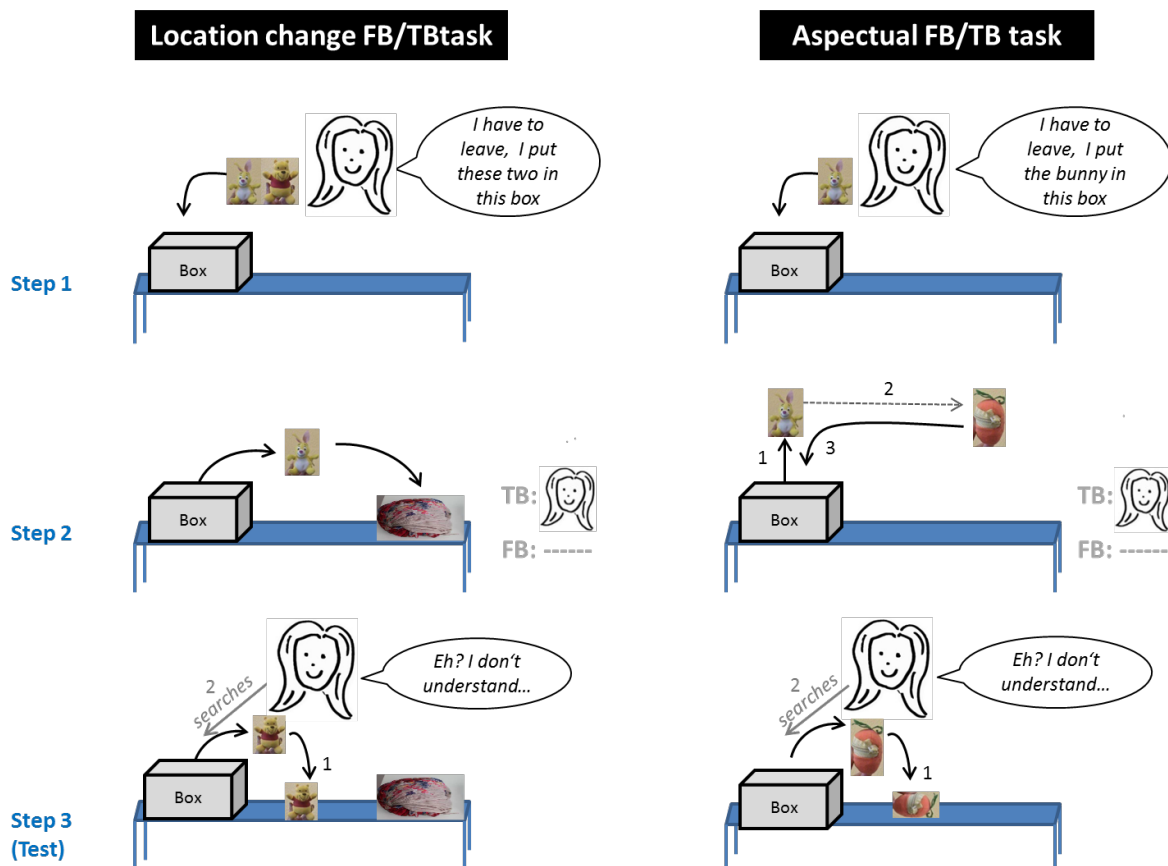 Location change FB/TBtask
Aspectual FB/TB task
I have to
leave, I put
these two in
this box
I have to
leave, I put
the bunny in
this box
Step 1
Box
Box
Step 2
Box
TB:
FB: ------
1
2
3
Box
TB:
FB: ------
Step 3
(Test)
Eh? I don‘t
understand…
2
searches
1
Box
Eh? I don‘t
understand…
2
searches
1
Box